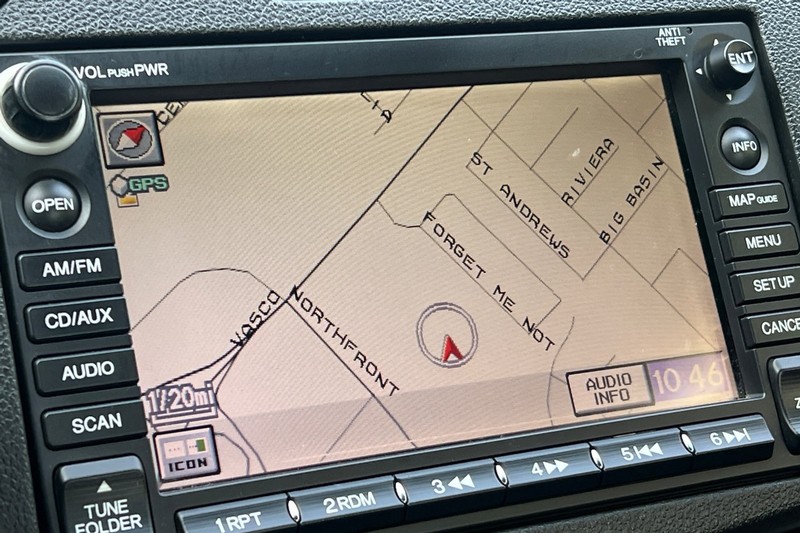 VOL PUSH PWR
ANTI
THEFT
ENT
GPS
OPEN
INFO
ST ANDREWS
RIVIERA
BIG BASIN
MAP GUIDE
FORGET ME NOT
AM/FM
MENU
SETUP
VASCO
NORTHFRONT
CD/AUX
AUDIO
1/20mi
AUDIO
INFO
10 46
SCAN
ICON
TUNE
FOLDER
1 RPT
2 RDM
3
4
5
6